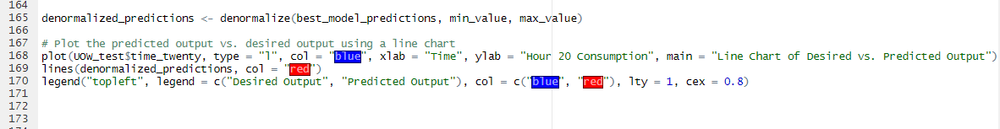 164
165 denormalized_predictions <- denormalize(best_model_predictions, min_value, max_value)
166
167 # Plot the predicted output vs. desired output using a line chart
168 plot(UOW_test$time_twenty, type = "l", col = "blue", xlab = "Time", ylab = "Hour 20 Consumption", main = "Line Chart of Desired vs. Predicted Output")
169 lines(denormalized_predictions, col = "red")
170 legend("topleft", legend = c("Desired Output", "Predicted Output"), col = c("blue", "red"), lty = 1, cex = 0.8)
171
172
173